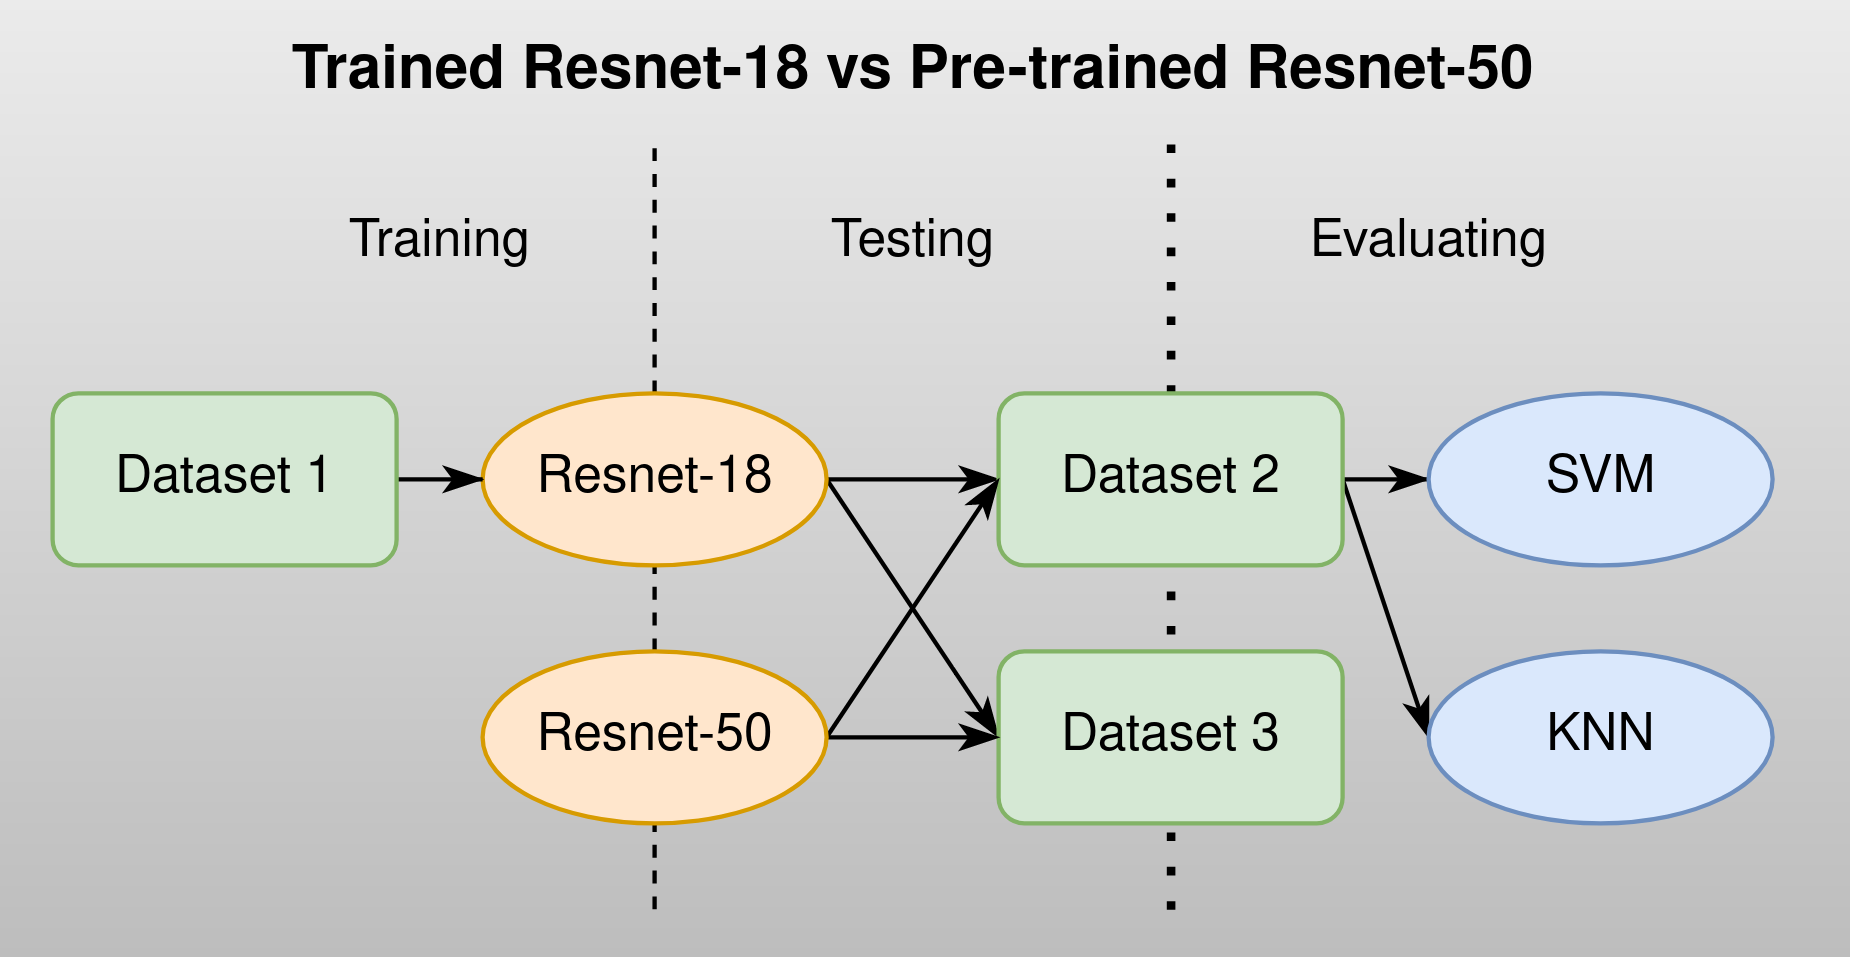 Trained Resnet-18 vs Pre-trained Resnet-50
Training
Testing
Evaluating
Dataset 1
Resnet-18
Dataset 2
SVM
Resnet-50
Dataset 3
KNN